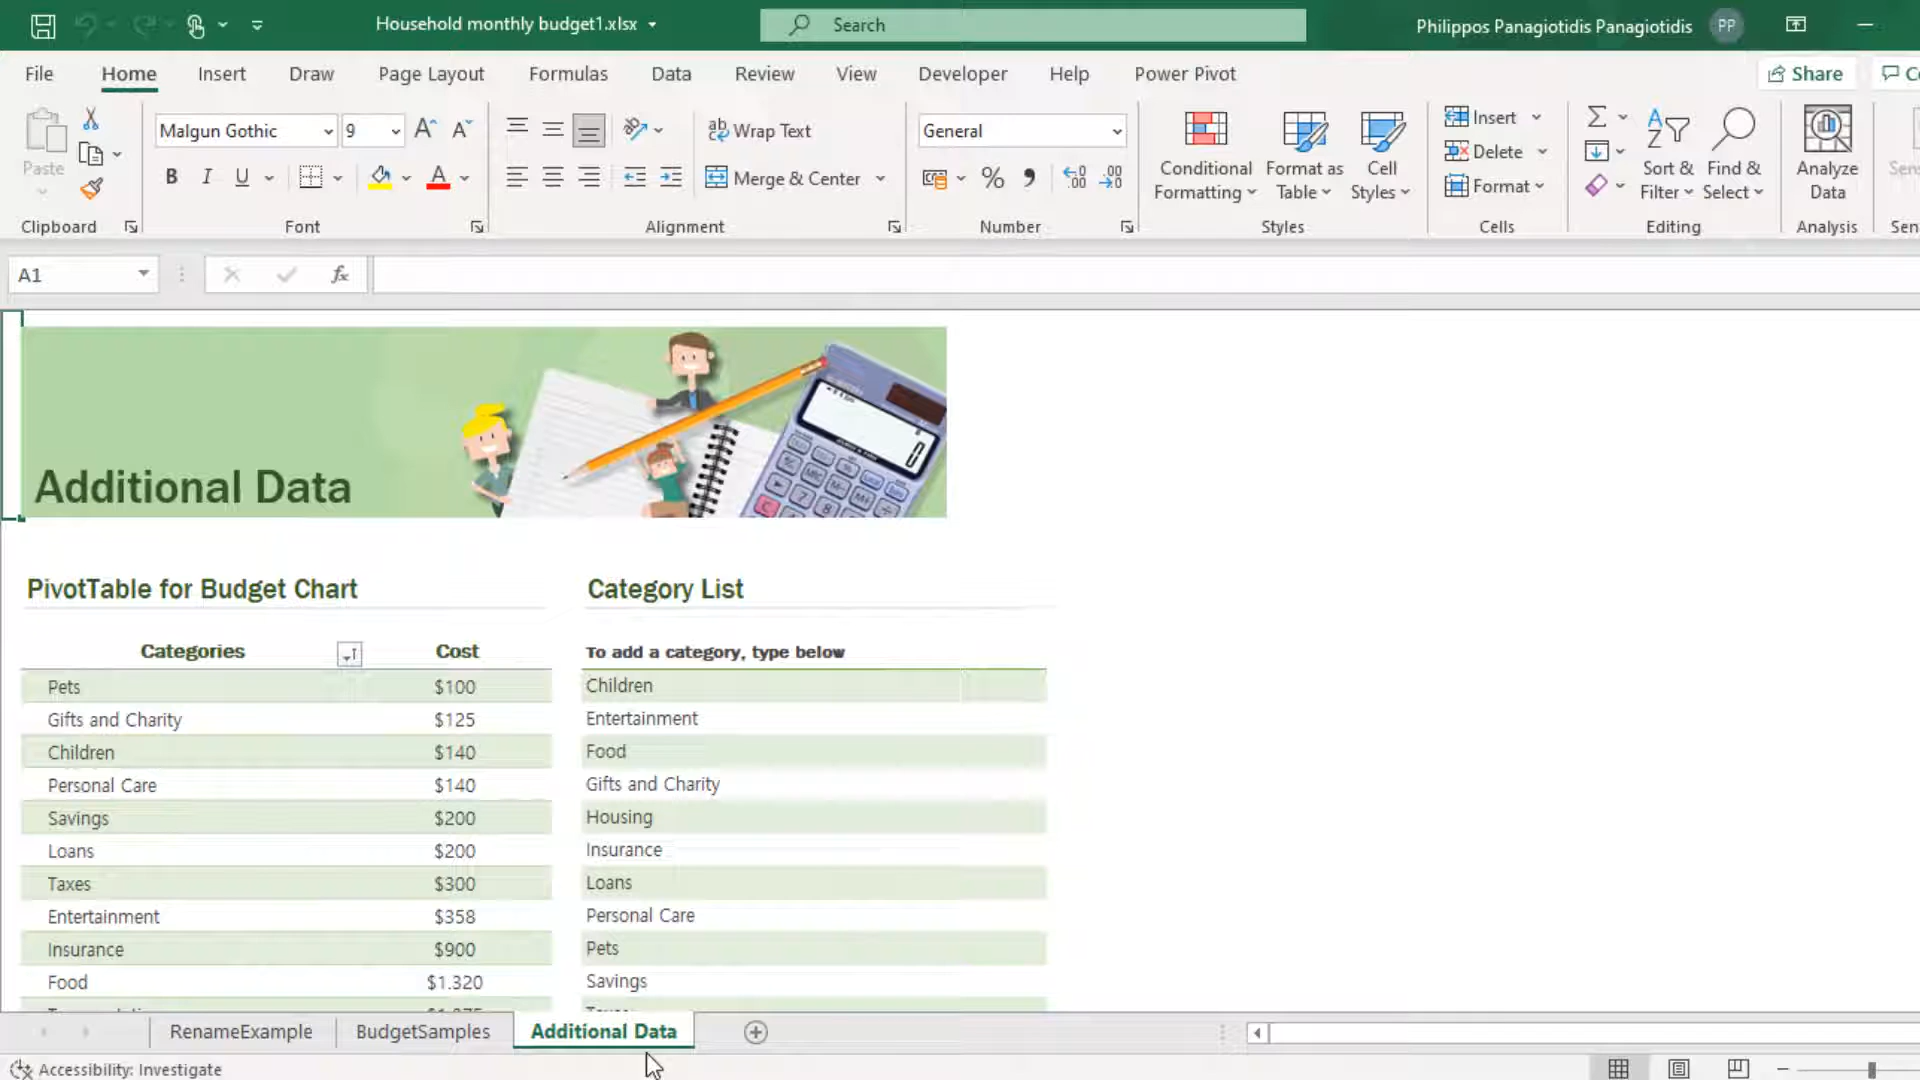 Household monthly budget1.xlsx
Search
Philippos Panagiotidis Panagiotidis
PP
File Home Insert Draw Page Layout Formulas Data Review View Developer Help Power Pivot
Share
Paste
Clipboard
Malgun Gothic 9
B I U
Font
Wrap Text
Merge & Center
Alignment
General
Number
Conditional Formatting
Format as Table
Cell Styles
Styles
Insert
Delete
Format
Cells
Sort & Filter
Find & Select
Editing
Analyze Data
Analysis
A1
fx
Additional Data
PivotTable for Budget Chart
Categories Cost
Pets $100
Gifts and Charity $125
Children $140
Personal Care $140
Savings $200
Loans $200
Taxes $300
Entertainment $358
Insurance $900
Food $1.320
Category List
To add a category, type below
Children
Entertainment
Food
Gifts and Charity
Housing
Insurance
Loans
Personal Care
Pets
Savings
RenameExample BudgetSamples Additional Data
Accessibility: Investigate